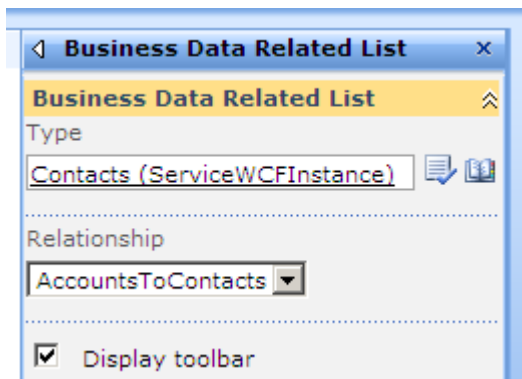 Business Data Related List
Business Data Related List
Type
Contacts (ServiceWCFInstance)
Relationship
AccountsToContacts
Display toolbar